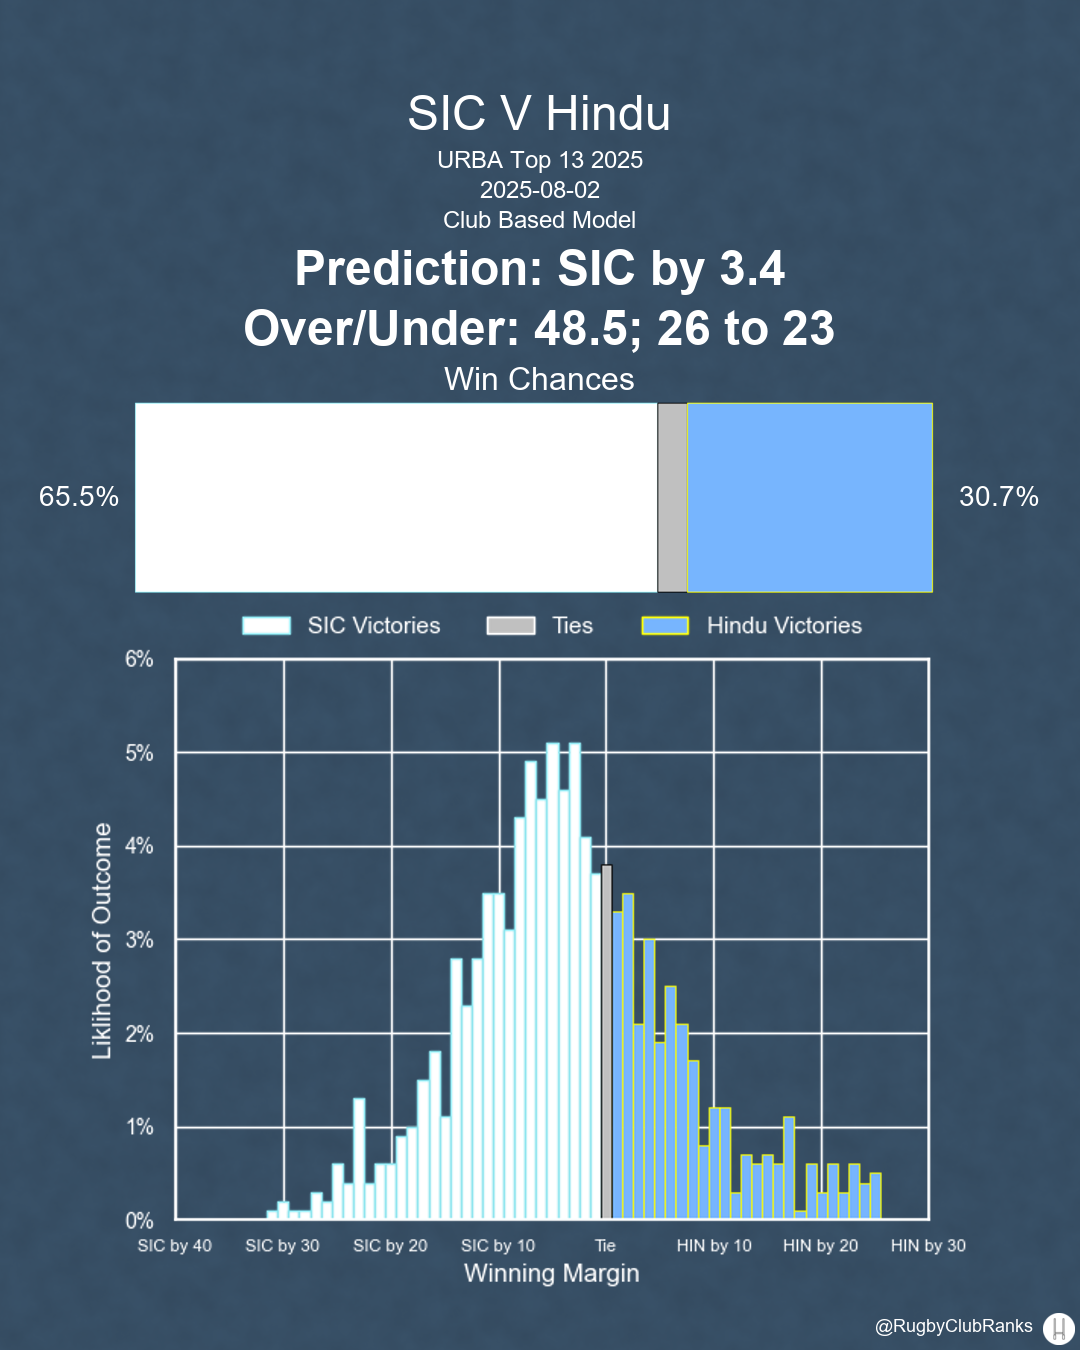 SIC V Hindu
URBA Top 13 2025
2025-08-02
Club Based Model
Prediction: SIC by 3.4
Over/Under: 48.5; 26 to 23
Win Chances
65.5%
30.7%
SIC Victories
Ties
Hindu Victories
6%
5%
4%
3%
2%
1%
0%
Liklihood of Outcome
SIC by 40
SIC by 30
SIC by 20
SIC by 10
Tie
HIN by 10
HIN by 20
HIN by 30
Winning Margin
@RugbyClubRanks